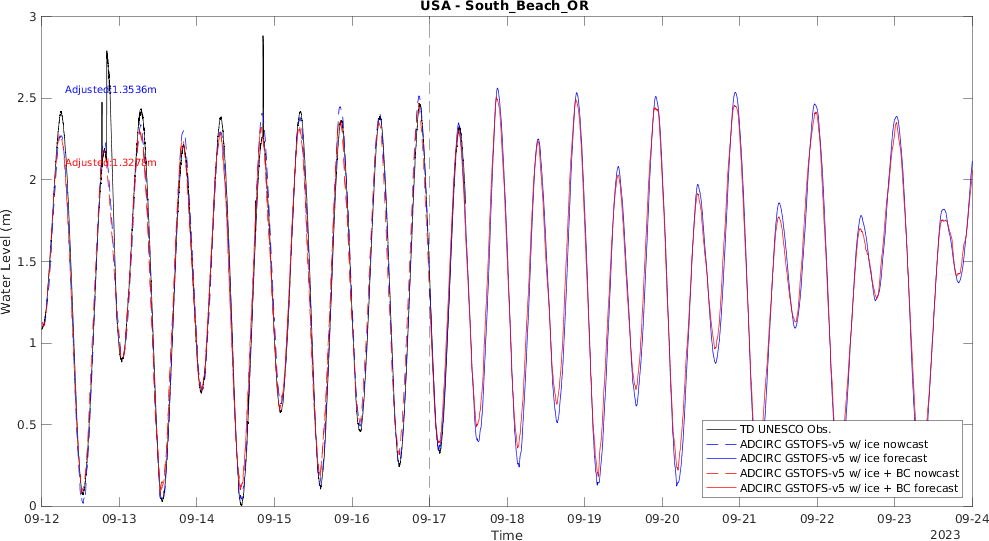 USA - South_Beach_OR
Water Level (m)
3
2.5
2
1.5
1
0.5
0
Adjusted:1.3536m
Adjusted:1.3278m
TD UNESCO Obs.
ADCIRC GSTOFS-v5 w/ ice nowcast
ADCIRC GSTOFS-v5 w/ ice forecast
ADCIRC GSTOFS-v5 w/ ice + BC nowcast
ADCIRC GSTOFS-v5 w/ ice + BC forecast
09-12 09-13 09-14 09-15 09-16 09-17 09-18 09-19 09-20 09-21 09-22 09-23 09-24
Time
2023